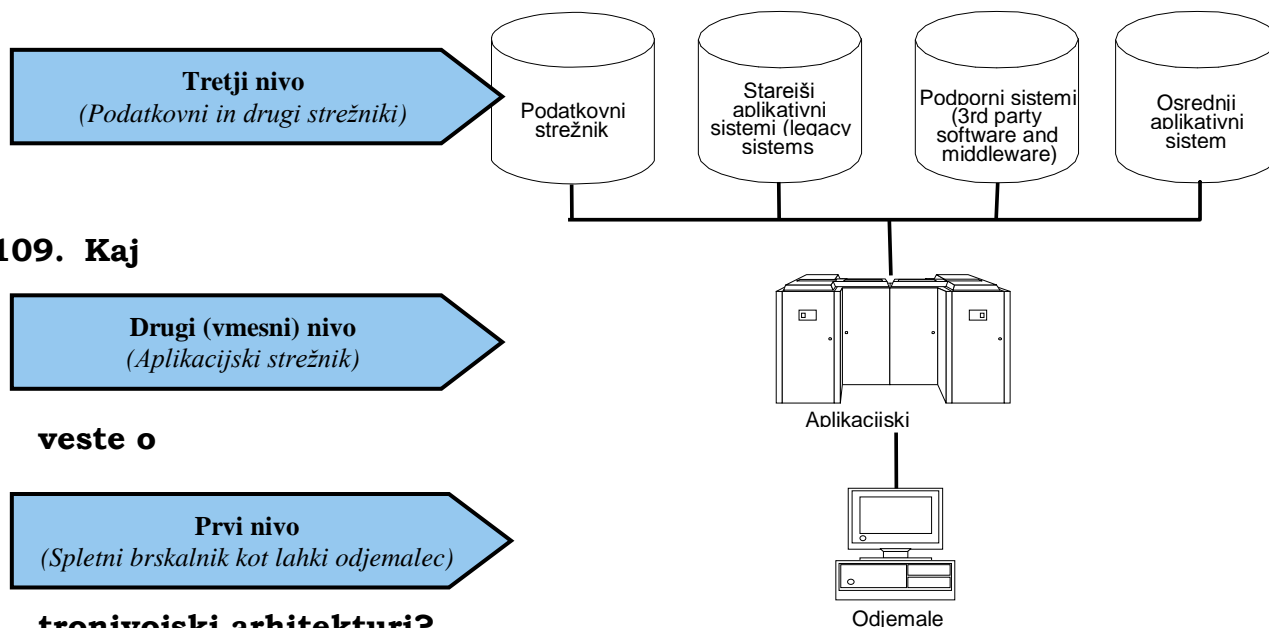 Tretji nivo
(Podatkovni in drugi strežniki)
Podatkovni
strežnik
Starejši
aplikativni
sistemi (legacy
sistems
Podporni sistemi
(3rd party
software and
middleware)
Osrednji
aplikativni
sistem
109. Kaj
Drugi (vmesni) nivo
(Aplikacijski strežnik)
Aplikacijski
veste o
Prvi nivo
(Spletni brskalnik kot lahki odjemalec)
Odjemale
tronivojski arhitekturi?